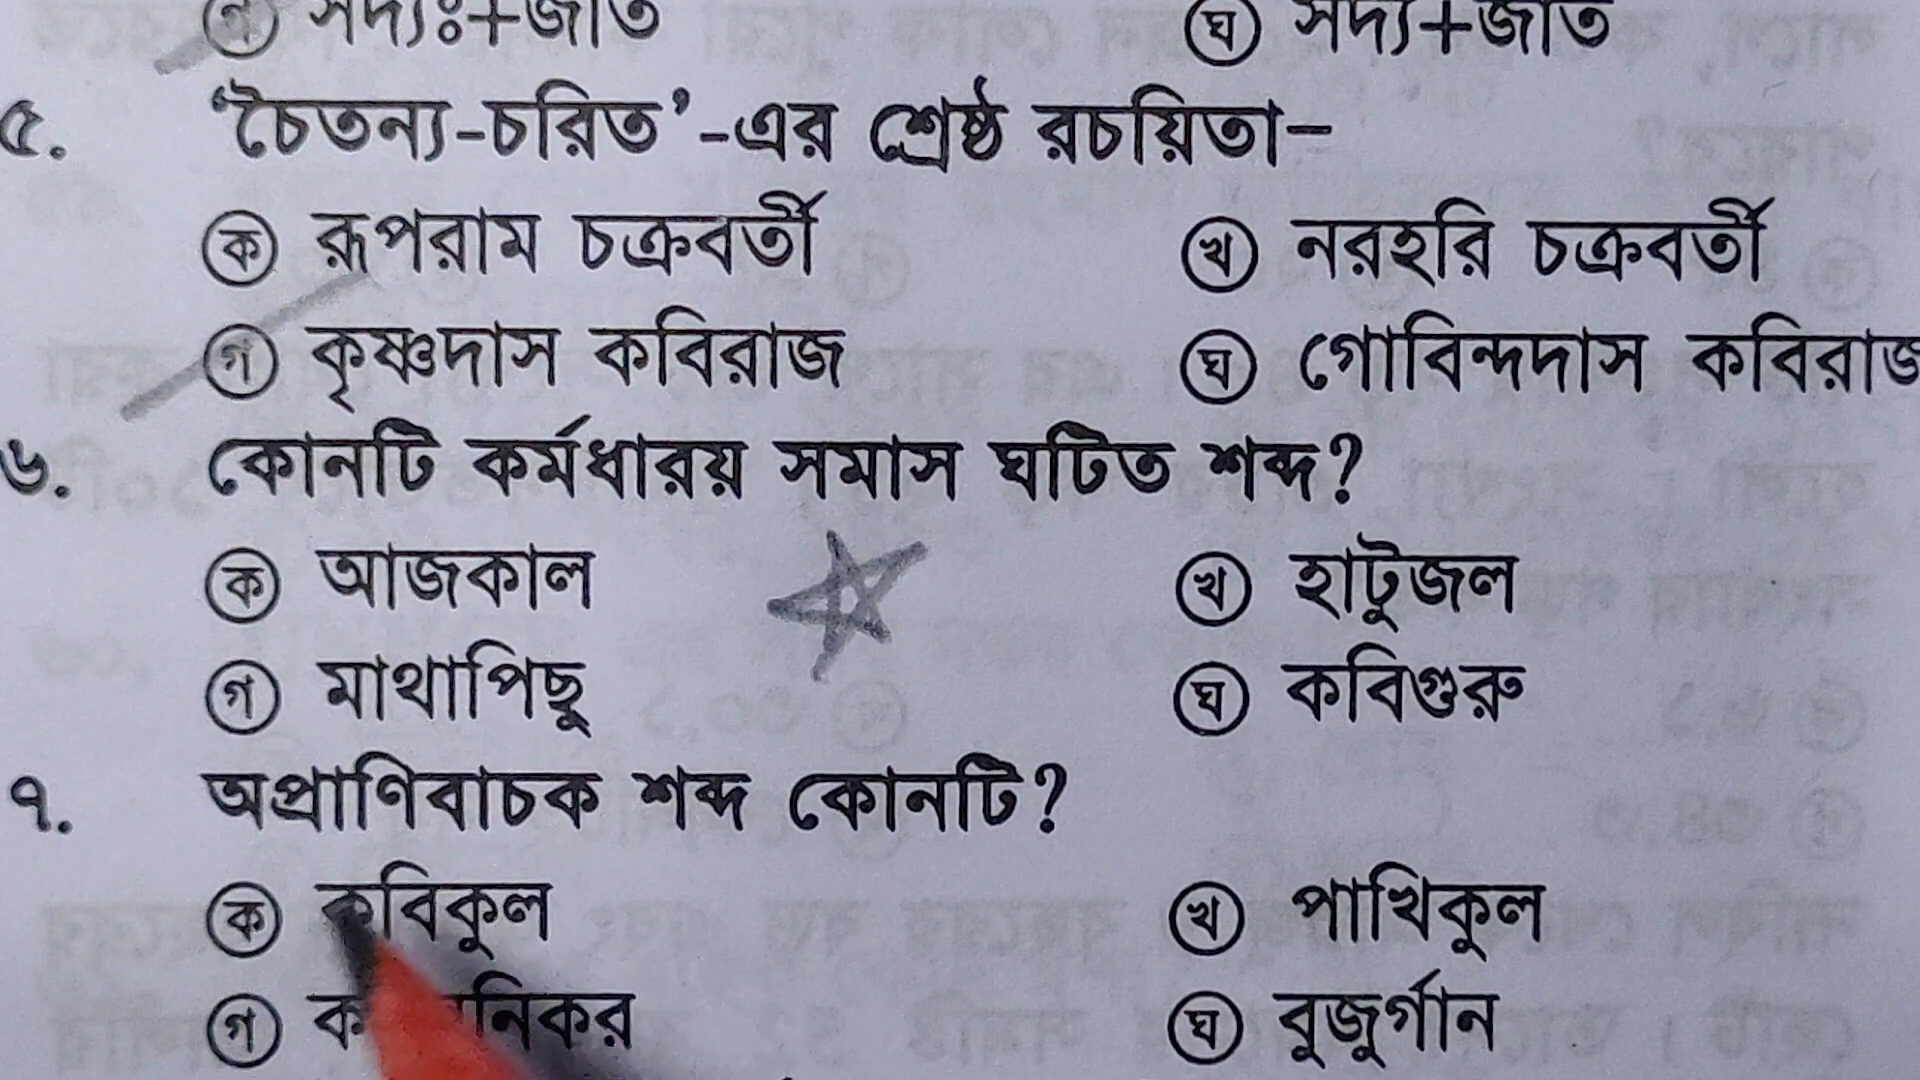 গ সদ্যঃ+জাত ঘ সদ্য+জাত
৫. 'চৈতন্য-চরিত'-এর শ্রেষ্ঠ রচয়িতা–
ক রূপরাম চক্রবর্তী খ নরহরি চক্রবর্তী
গ কৃষ্ণদাস কবিরাজ ঘ গোবিন্দদাস কবিরাজ
৬. কোনটি কর্মধারয় সমাস ঘটিত শব্দ?
ক আজকাল খ হাটুজল
গ মাথাপিছু ঘ কবিগুরু
৭. অপ্রাণিবাচক শব্দ কোনটি?
ক কবিকুল খ পাখিকুল
গ ঘ বুজুর্গান